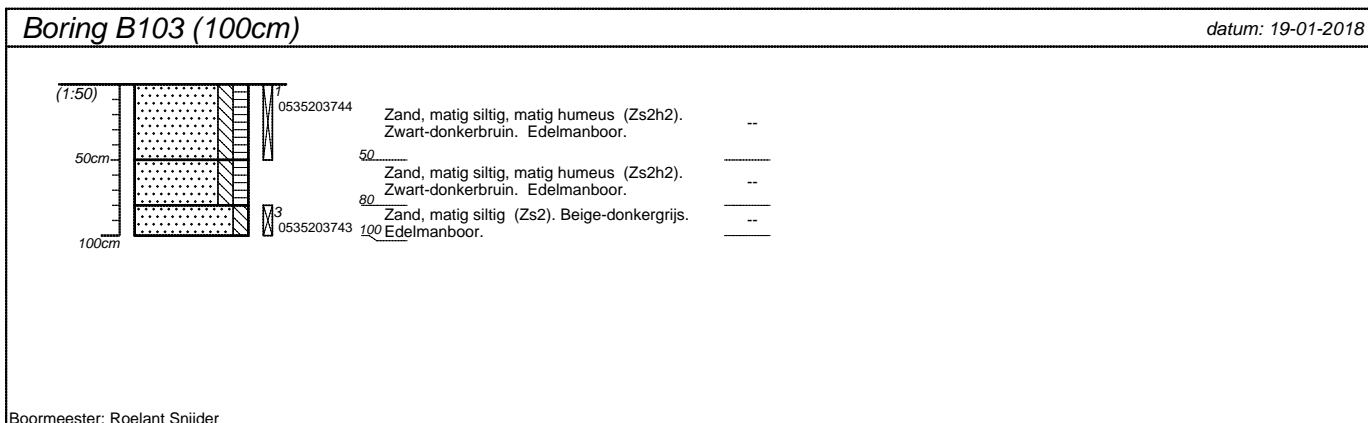 Boring B103 (100cm)
datum: 19-01-2018
(1:50)
1
0535203744
Zand, matig siltig, matig humeus (Zs2h2).
Zwart-donkerbruin. Edelmanboor.
--
50cm
50
Zand, matig siltig, matig humeus (Zs2h2).
Zwart-donkerbruin. Edelmanboor.
--
80
3
0535203743
Zand, matig siltig (Zs2). Beige-donkergrijs.
Edelmanboor.
--
100
100cm
Boormeester: Roelant Snijder